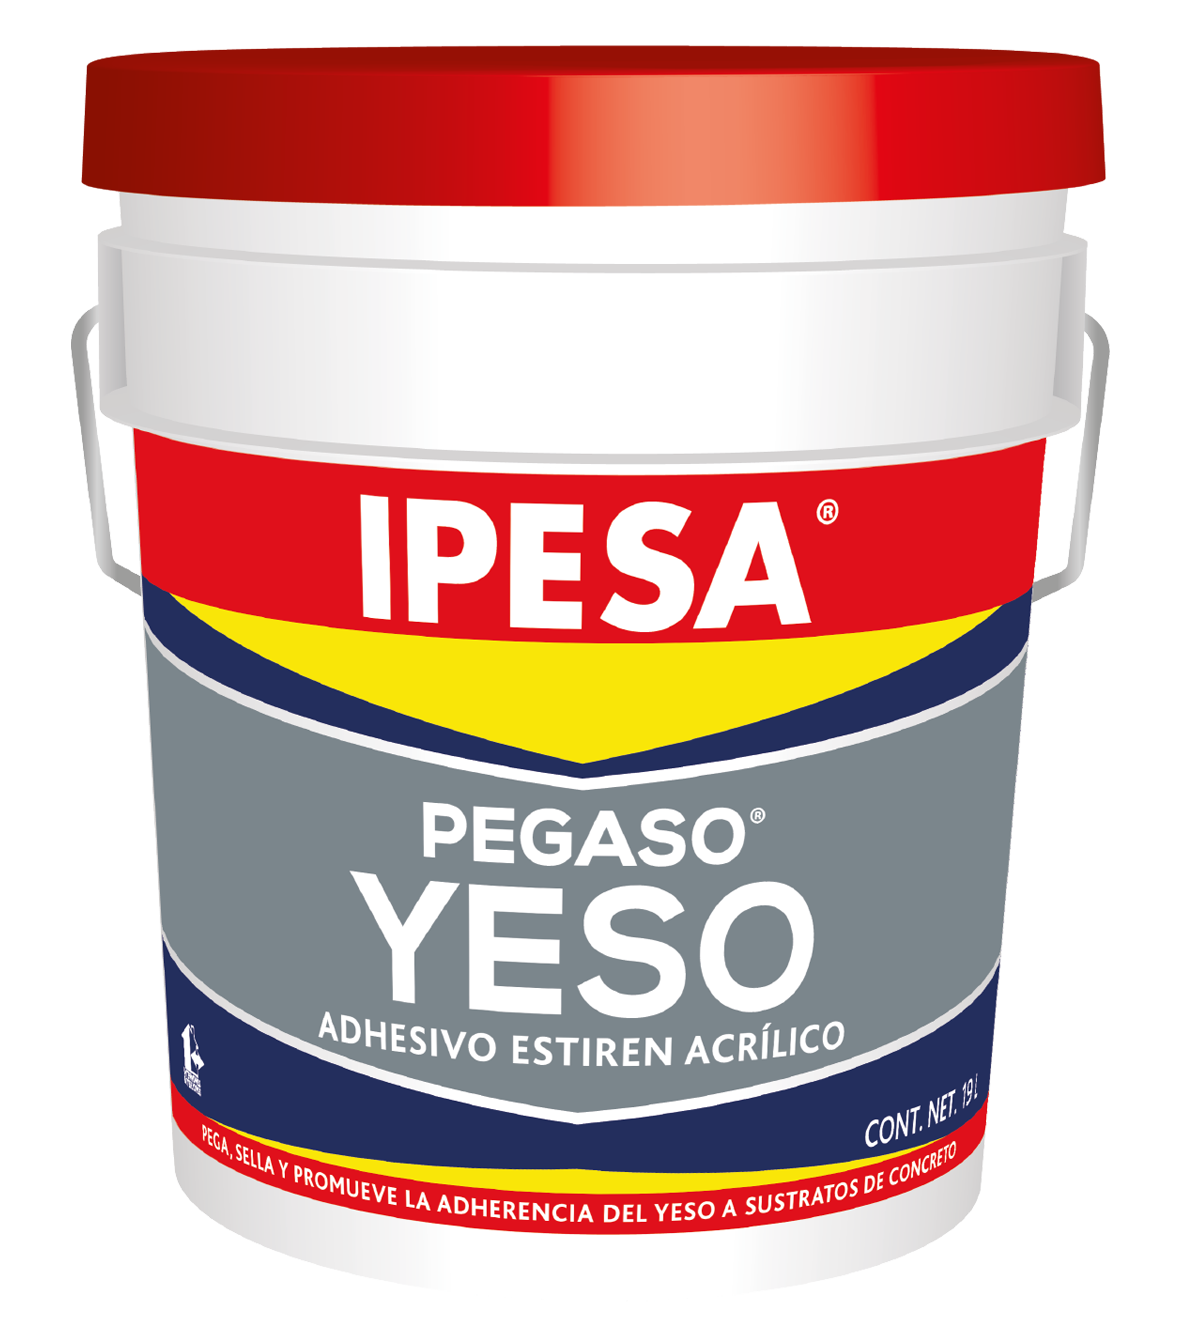 IPESA®
PEGASO®
YESO
ADHESIVO ESTIREN ACRÍLICO
CONT. NET. 19 L
PEGA, SELLA Y PROMUEVE LA ADHERENCIA DEL YESO A SUSTRATOS DE CONCRETO